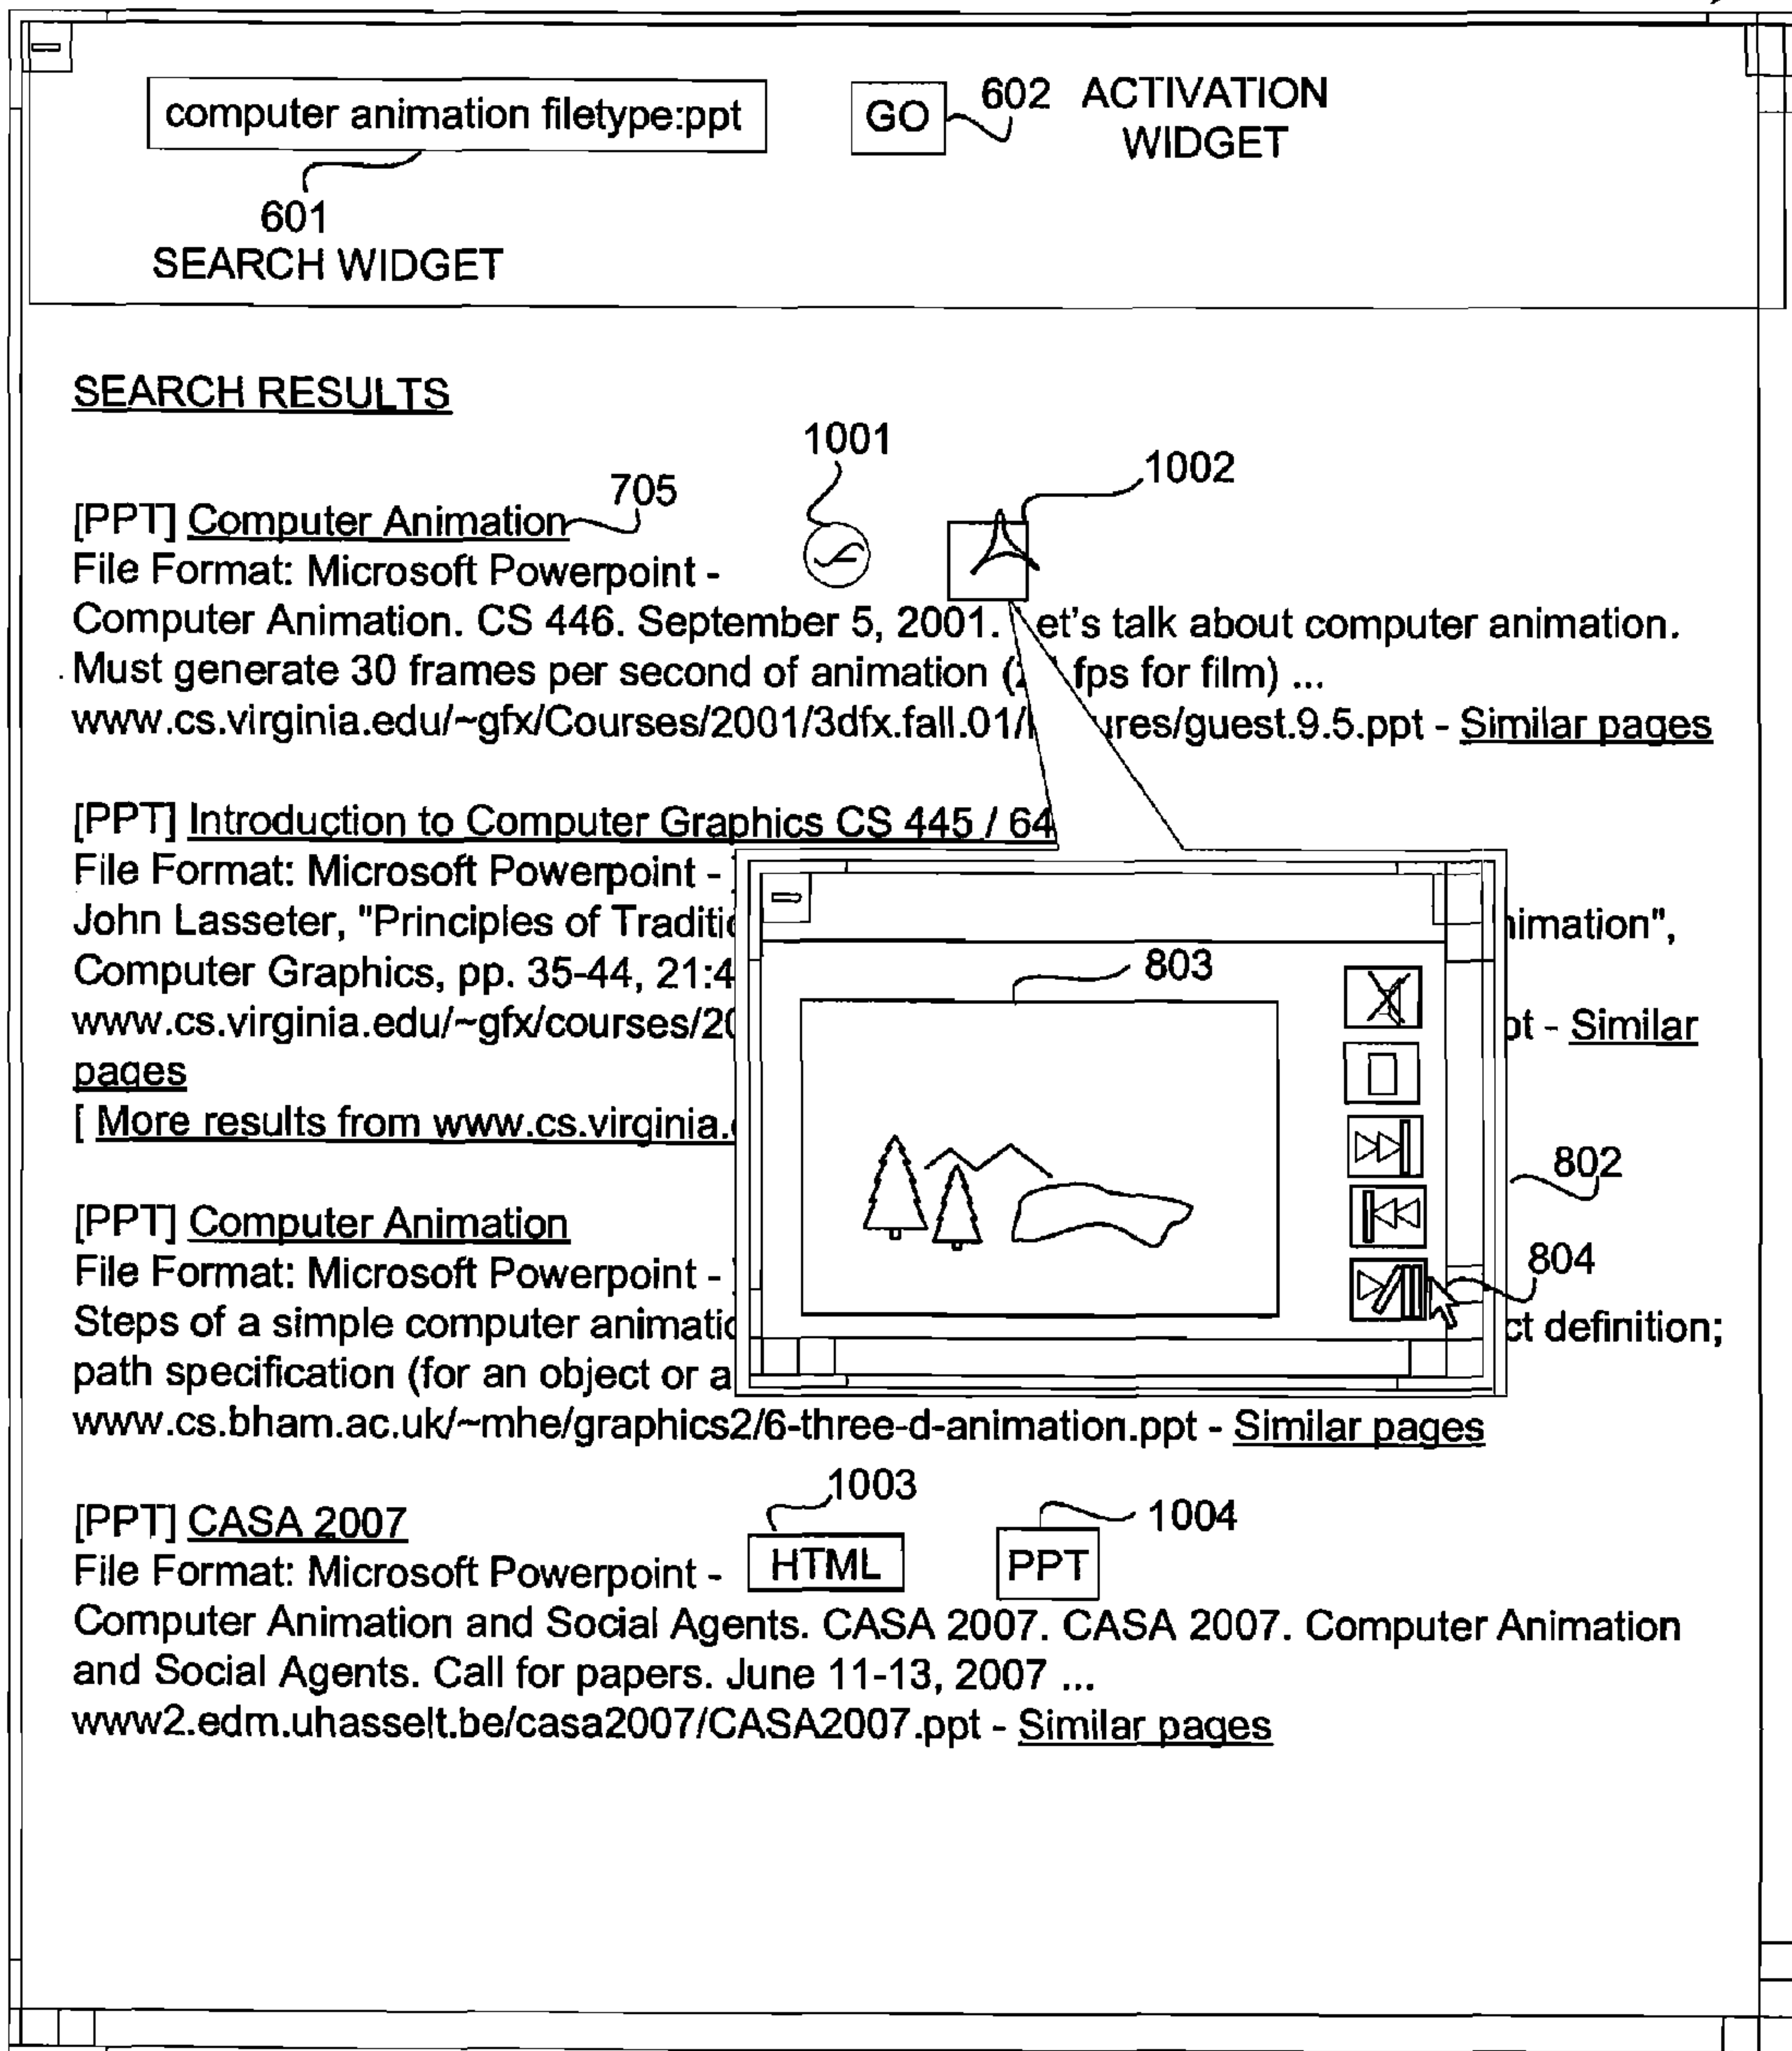 computer animation filetype:ppt
GO
602 ACTIVATION
WIDGET
601
SEARCH WIDGET
SEARCH RESULTS
1001
1002
[PPT] Computer Animation
705
File Format: Microsoft Powerpoint -
Computer Animation. CS 446. September 5, 2001. et's talk about computer animation.
Must generate 30 frames per second of animation ( fps for film) ...
www.cs.virginia.edu/~gfx/Courses/2001/3dfx.fall.01/ ures/guest.9.5.ppt - Similar pages
[PPT] Introduction to Computer Graphics CS 445 / 64
File Format: Microsoft Powerpoint -
John Lasseter, "Principles of Traditi imation",
Computer Graphics, pp. 35-44, 21:4
www.cs.virginia.edu/~gfx/courses/20 pt - Similar
pages
[ More results from www.cs.virginia.
803
802
804
[PPT] Computer Animation
File Format: Microsoft Powerpoint -
Steps of a simple computer animatic ct definition;
path specification (for an object or a
www.cs.bham.ac.uk/~mhe/graphics2/6-three-d-animation.ppt - Similar pages
1003
1004
[PPT] CASA 2007
File Format: Microsoft Powerpoint - HTML PPT
Computer Animation and Social Agents. CASA 2007. CASA 2007. Computer Animation
and Social Agents. Call for papers. June 11-13, 2007 ...
www2.edm.uhasselt.be/casa2007/CASA2007.ppt - Similar pages